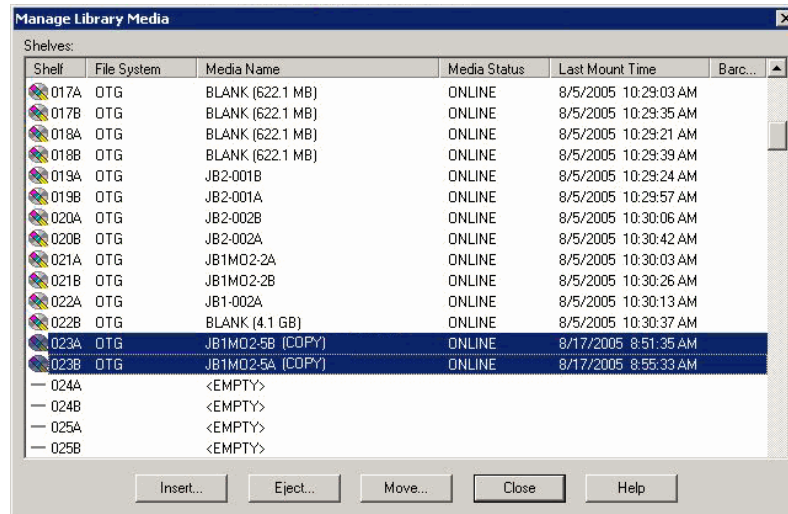 Manage Library Media
Shelves:
Shelf File System Media Name Media Status Last Mount Time Barc...
017A OTG BLANK (622.1 MB) ONLINE 8/5/2005 10:29:03 AM
017B OTG BLANK (622.1 MB) ONLINE 8/5/2005 10:29:35 AM
018A OTG BLANK (622.1 MB) ONLINE 8/5/2005 10:29:21 AM
018B OTG BLANK (622.1 MB) ONLINE 8/5/2005 10:29:39 AM
019A OTG JB2-001B ONLINE 8/5/2005 10:29:24 AM
019B OTG JB2-001A ONLINE 8/5/2005 10:29:57 AM
020A OTG JB2-002B ONLINE 8/5/2005 10:30:06 AM
020B OTG JB2-002A ONLINE 8/5/2005 10:30:42 AM
021A OTG JB1MO2-2A ONLINE 8/5/2005 10:30:03 AM
021B OTG JB1MO2-2B ONLINE 8/5/2005 10:30:26 AM
022A OTG JB1-002A ONLINE 8/5/2005 10:30:13 AM
022B OTG BLANK (4.1 GB) ONLINE 8/5/2005 10:30:37 AM
023A OTG JB1MO2-5B (COPY) ONLINE 8/17/2005 8:51:35 AM
023B OTG JB1MO2-5A (COPY) ONLINE 8/17/2005 8:55:33 AM
024A <EMPTY>
024B <EMPTY>
025A <EMPTY>
025B <EMPTY>
Insert... Eject... Move... Close Help